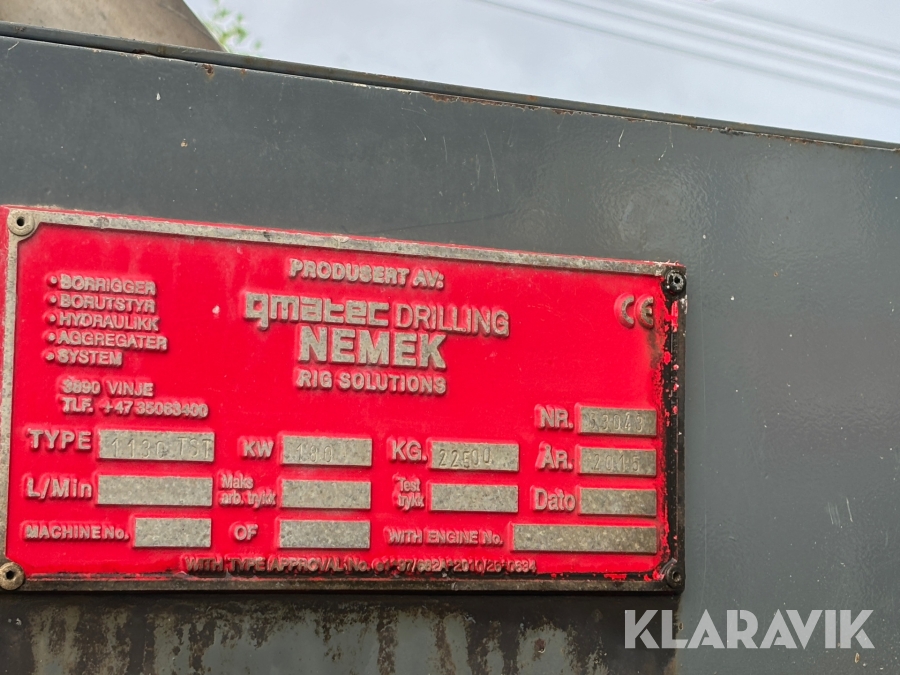 PRODUSERT AV:
qmatec DRILLING
NEMEK
RIG SOLUTIONS
CE
• BORRIGGER
• BORUTSTYR
• HYDRAULIKK
• AGGREGATER
• SYSTEM
3890 VINJE
TLF. +47 35063400
NR.
TYPE KW 180 KG. 22500 ÅR. 2015
L/Min Maks arb. trykk Test trykk Dato
MACHINE No. OF WITH ENGINE No.
WITH TYPE APPROVAL No.
KLARAVIK